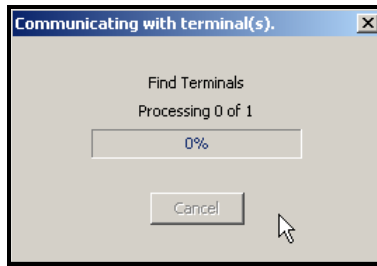 Communicating with terminal(s).
Find Terminals
Processing 0 of 1
0%
Cancel